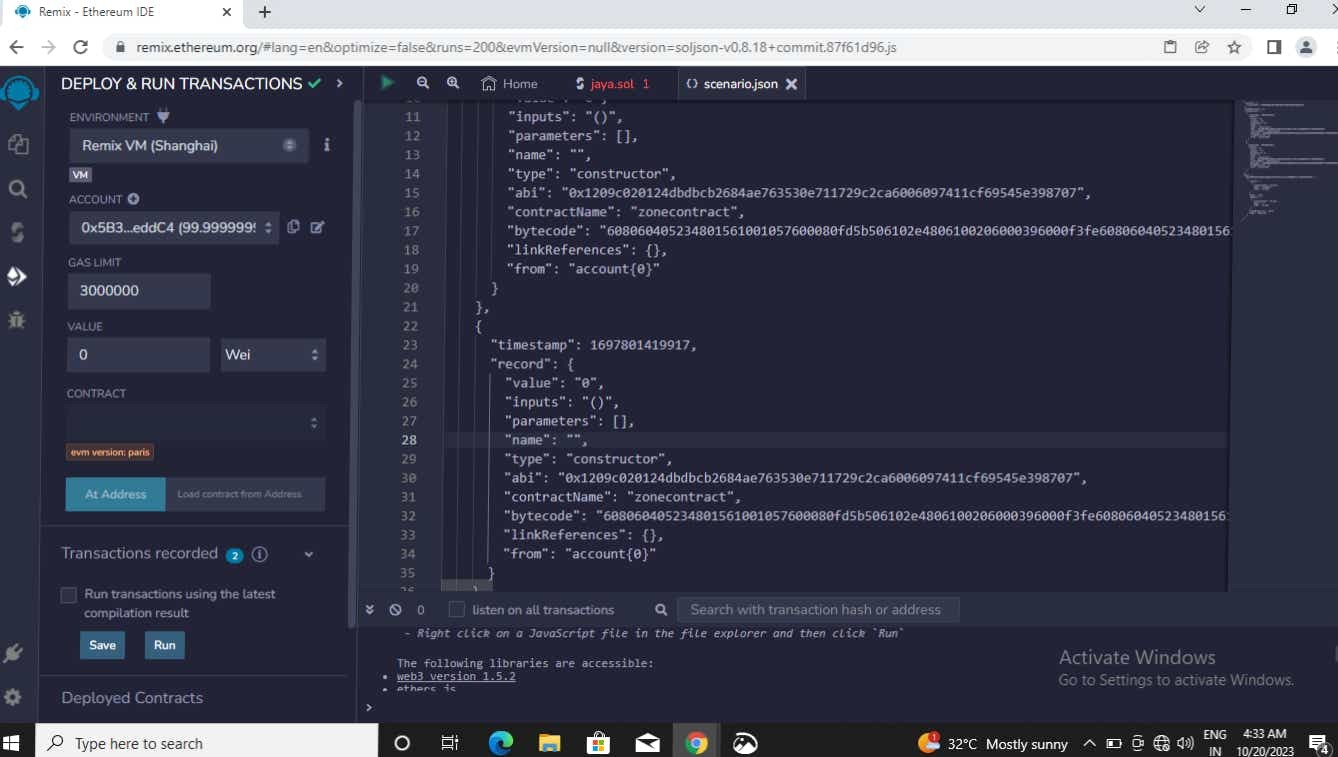 Remix - Ethereum IDE
remix.ethereum.org/#lang=en&optimize=false&runs=200&evmVersion=null&version=soljson-v0.8.18+commit.87f61d96.js
DEPLOY & RUN TRANSACTIONS
ENVIRONMENT
Remix VM (Shanghai)
VM
ACCOUNT
0x5B3...eddC4 (99.9999999
GAS LIMIT
3000000
VALUE
0 Wei
CONTRACT
evm version: paris
At Address Load contract from Address
Transactions recorded 2 i
Run transactions using the latest
compilation result
Save Run
Deployed Contracts
Home jaya.sol 1 scenario.json
11 "inputs": "()",
12 "parameters": [],
13 "name": "",
14 "type": "constructor",
15 "abi": "0x1209c020124dbdbcb2684ae763530e711729c2ca6006097411cf69545e398707",
16 "contractName": "zonecontract",
17 "bytecode": "608060405234801561001057600080fd5b506102e4806100206000396000f3fe60806040523480156
18 "linkReferences": {},
19 "from": "account{0}"
20 }
21 },
22 {
23 "timestamp": 1697801419917,
24 "record": {
25 "value": "0",
26 "inputs": "()",
27 "parameters": [],
28 "name": "",
29 "type": "constructor",
30 "abi": "0x1209c020124dbdbcb2684ae763530e711729c2ca6006097411cf69545e398707",
31 "contractName": "zonecontract",
32 "bytecode": "608060405234801561001057600080fd5b506102e4806100206000396000f3fe60806040523480156
33 "linkReferences": {},
34 "from": "account{0}"
35 }
0 listen on all transactions Search with transaction hash or address
- Right click on a JavaScript file in the file explorer and then click `Run`
The following libraries are accessible:
• web3 version 1.5.2
• ethers.js
>
Activate Windows
Go to Settings to activate Windows.
Type here to search
1 32°C Mostly sunny
ENG
IN
4:33 AM
10/20/2023
4